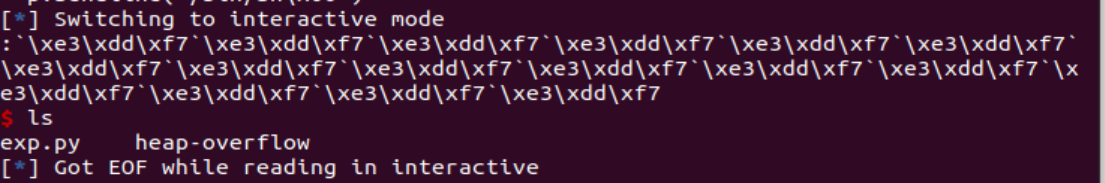 [*] Switching to interactive mode
:`\xe3\xdd\xf7`\xe3\xdd\xf7`\xe3\xdd\xf7`\xe3\xdd\xf7`\xe3\xdd\xf7`\xe3\xdd\xf7`
\xe3\xdd\xf7`\xe3\xdd\xf7`\xe3\xdd\xf7`\xe3\xdd\xf7`\xe3\xdd\xf7`\xe3\xdd\xf7`\x
e3\xdd\xf7`\xe3\xdd\xf7`\xe3\xdd\xf7`\xe3\xdd\xf7
$ ls
exp.py    heap-overflow
[*] Got EOF while reading in interactive